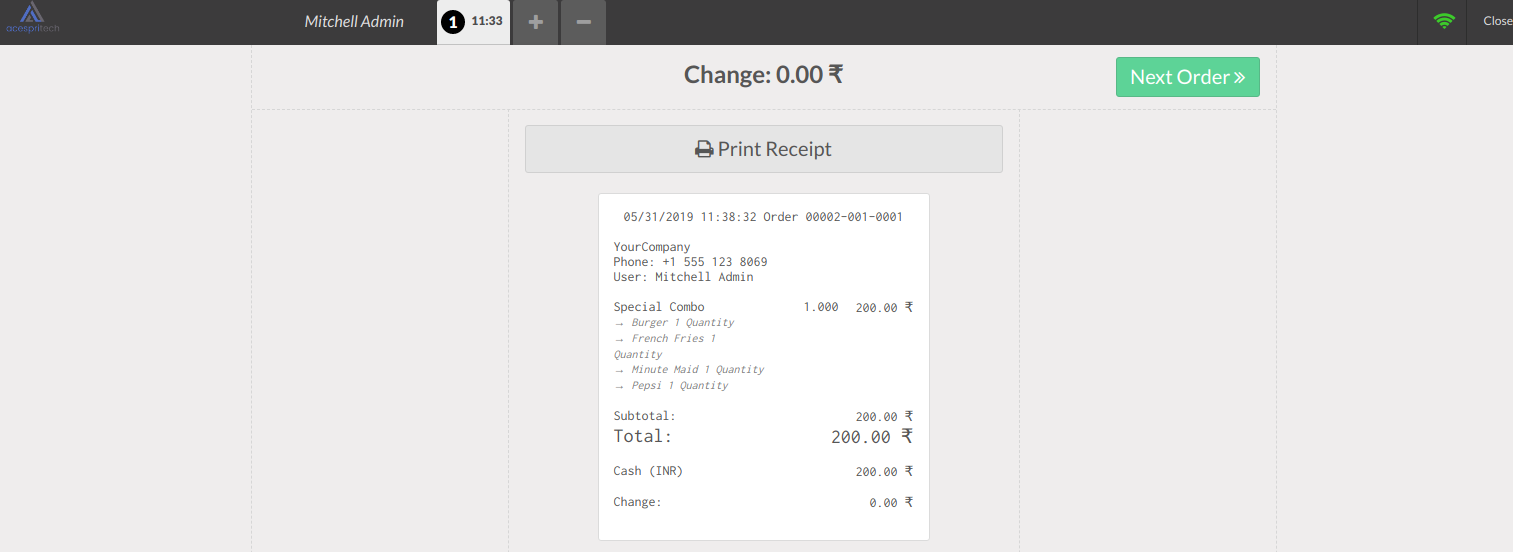 acespritech
Mitchell Admin
1 11:33
Close
Change: 0.00 ₹
Next Order
Print Receipt
05/31/2019 11:38:32 Order 00002-001-0001
YourCompany
Phone: +1 555 123 8069
User: Mitchell Admin
Special Combo 1.000 200.00 ₹
→ Burger 1 Quantity
→ French Fries 1
Quantity
→ Minute Maid 1 Quantity
→ Pepsi 1 Quantity
Subtotal: 200.00 ₹
Total: 200.00 ₹
Cash (INR) 200.00 ₹
Change: 0.00 ₹